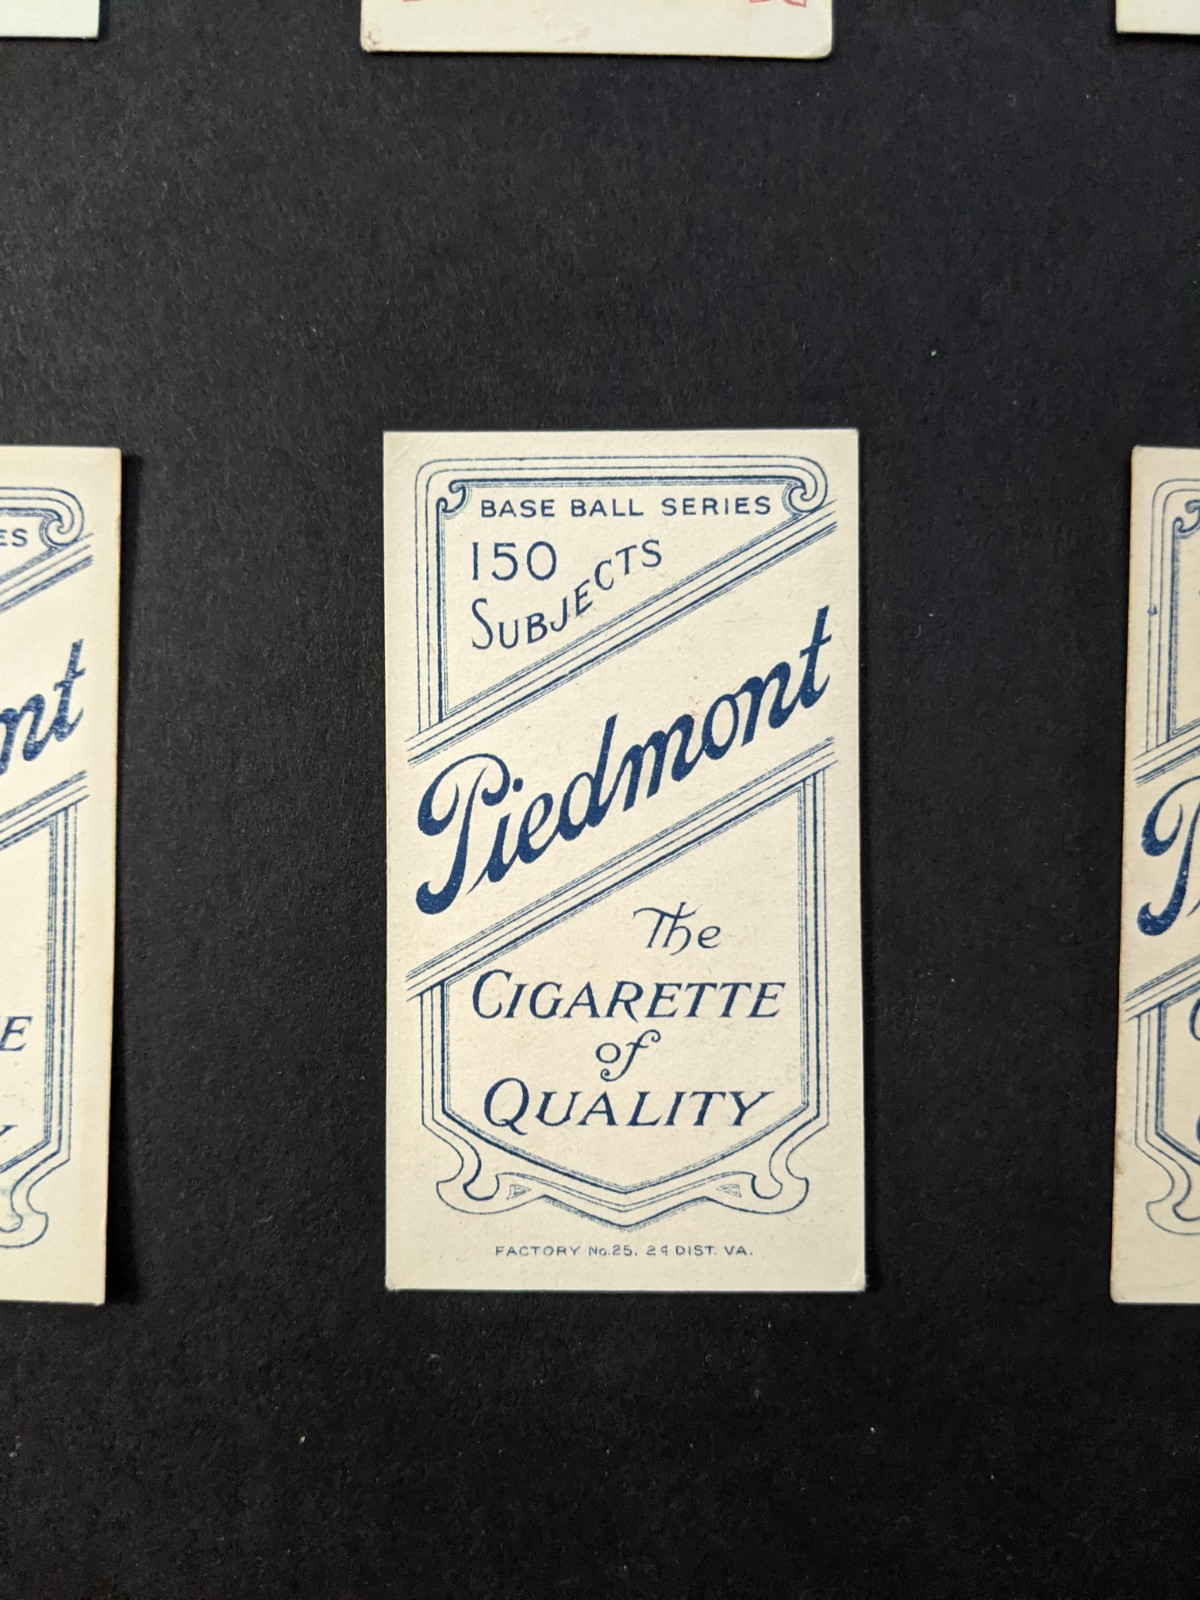 BASE BALL SERIES
150
SUBJECTS
Piedmont
The
CIGARETTE
of
QUALITY
FACTORY No.25. 2d DIST. VA.